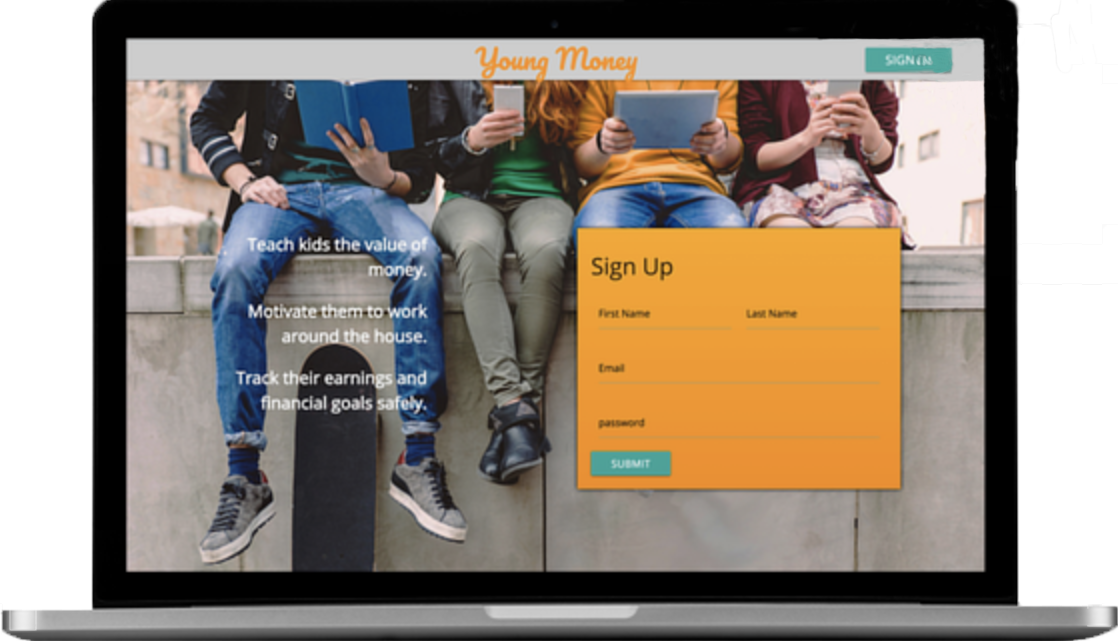 Young Money
SIGN IN
Teach kids the value of
money.
Motivate them to work
around the house.
Track their earnings and
financial goals safely.
Sign Up
First Name
Last Name
Email
password
SUBMIT